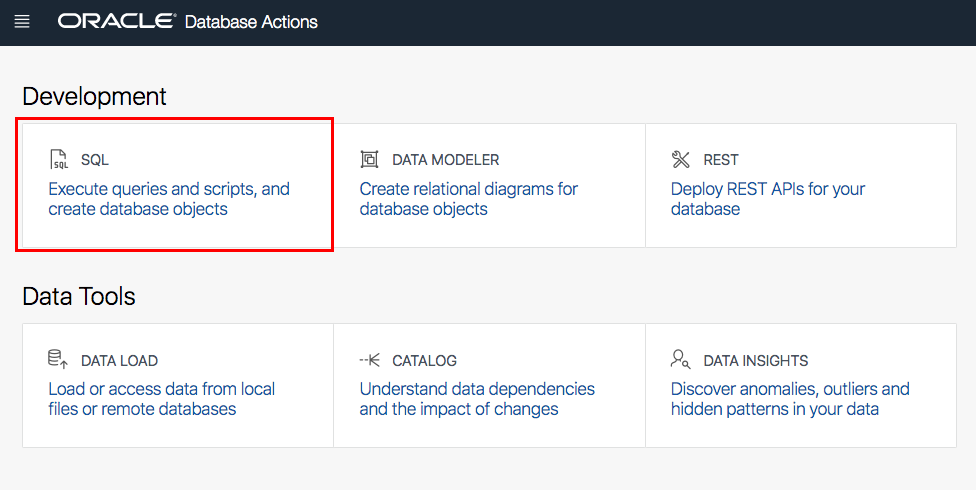 ORACLE® Database Actions
Development
SQL
SQL
Execute queries and scripts, and
create database objects
DATA MODELER
Create relational diagrams for
database objects
REST
Deploy REST APIs for your
database
Data Tools
DATA LOAD
Load or access data from local
files or remote databases
CATALOG
Understand data dependencies
and the impact of changes
DATA INSIGHTS
Discover anomalies, outliers and
hidden patterns in your data